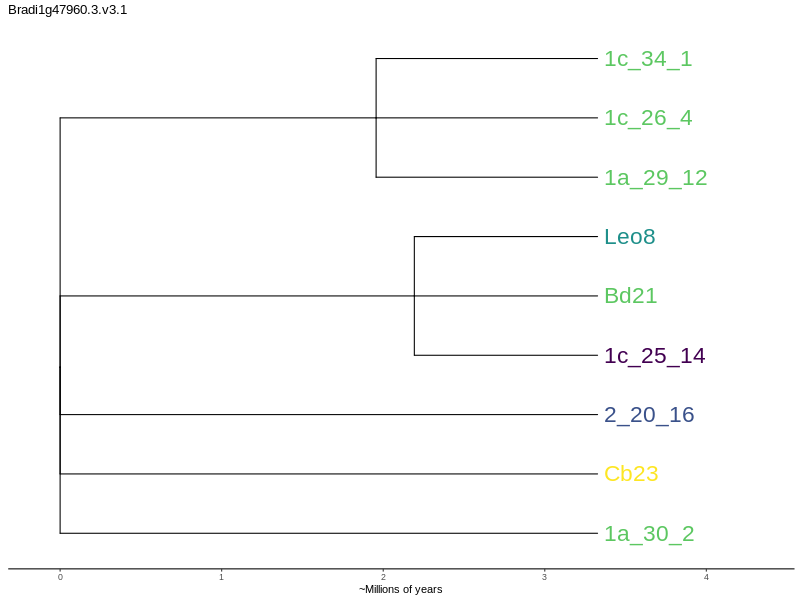 Bradi1g47960.3.v3.1
1c_34_1
1c_26_4
1a_29_12
Leo8
Bd21
1c_25_14
2_20_16
Cb23
1a_30_2
0 1 2 3 4
~Millions of years